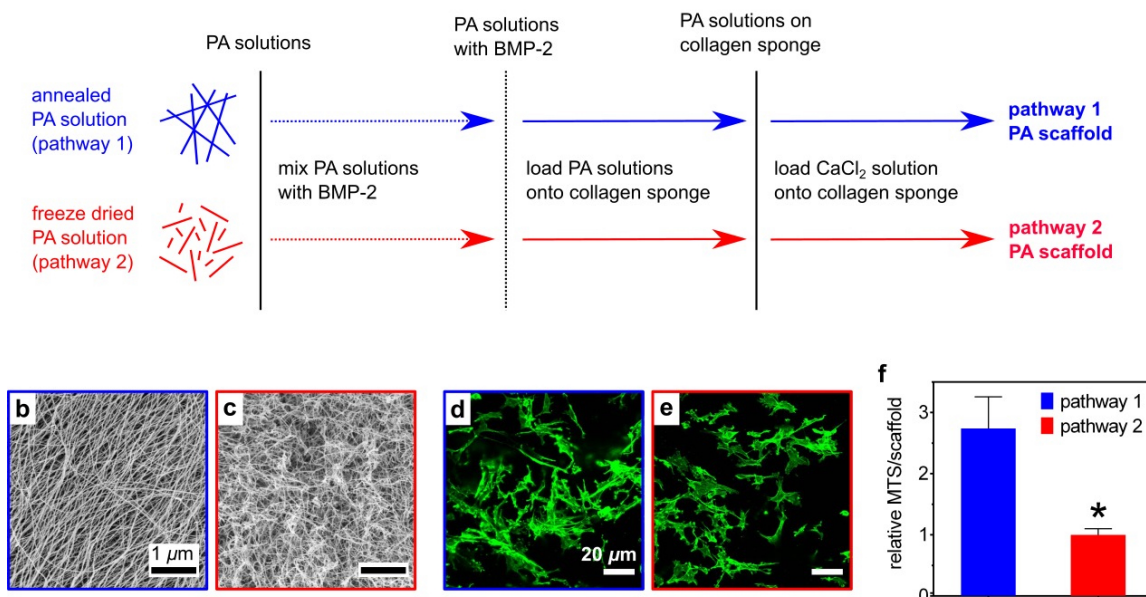 PA solutions
PA solutions
with BMP-2
PA solutions on
collagen sponge
annealed
PA solution
(pathway 1)
pathway 1
PA scaffold
mix PA solutions
with BMP-2
load PA solutions
onto collagen sponge
load CaCl₂ solution
onto collagen sponge
freeze dried
PA solution
(pathway 2)
pathway 2
PA scaffold
b
1 µm
c
d
20 µm
e
f
relative MTS/scaffold
3
2
1
0
pathway 1
pathway 2
*